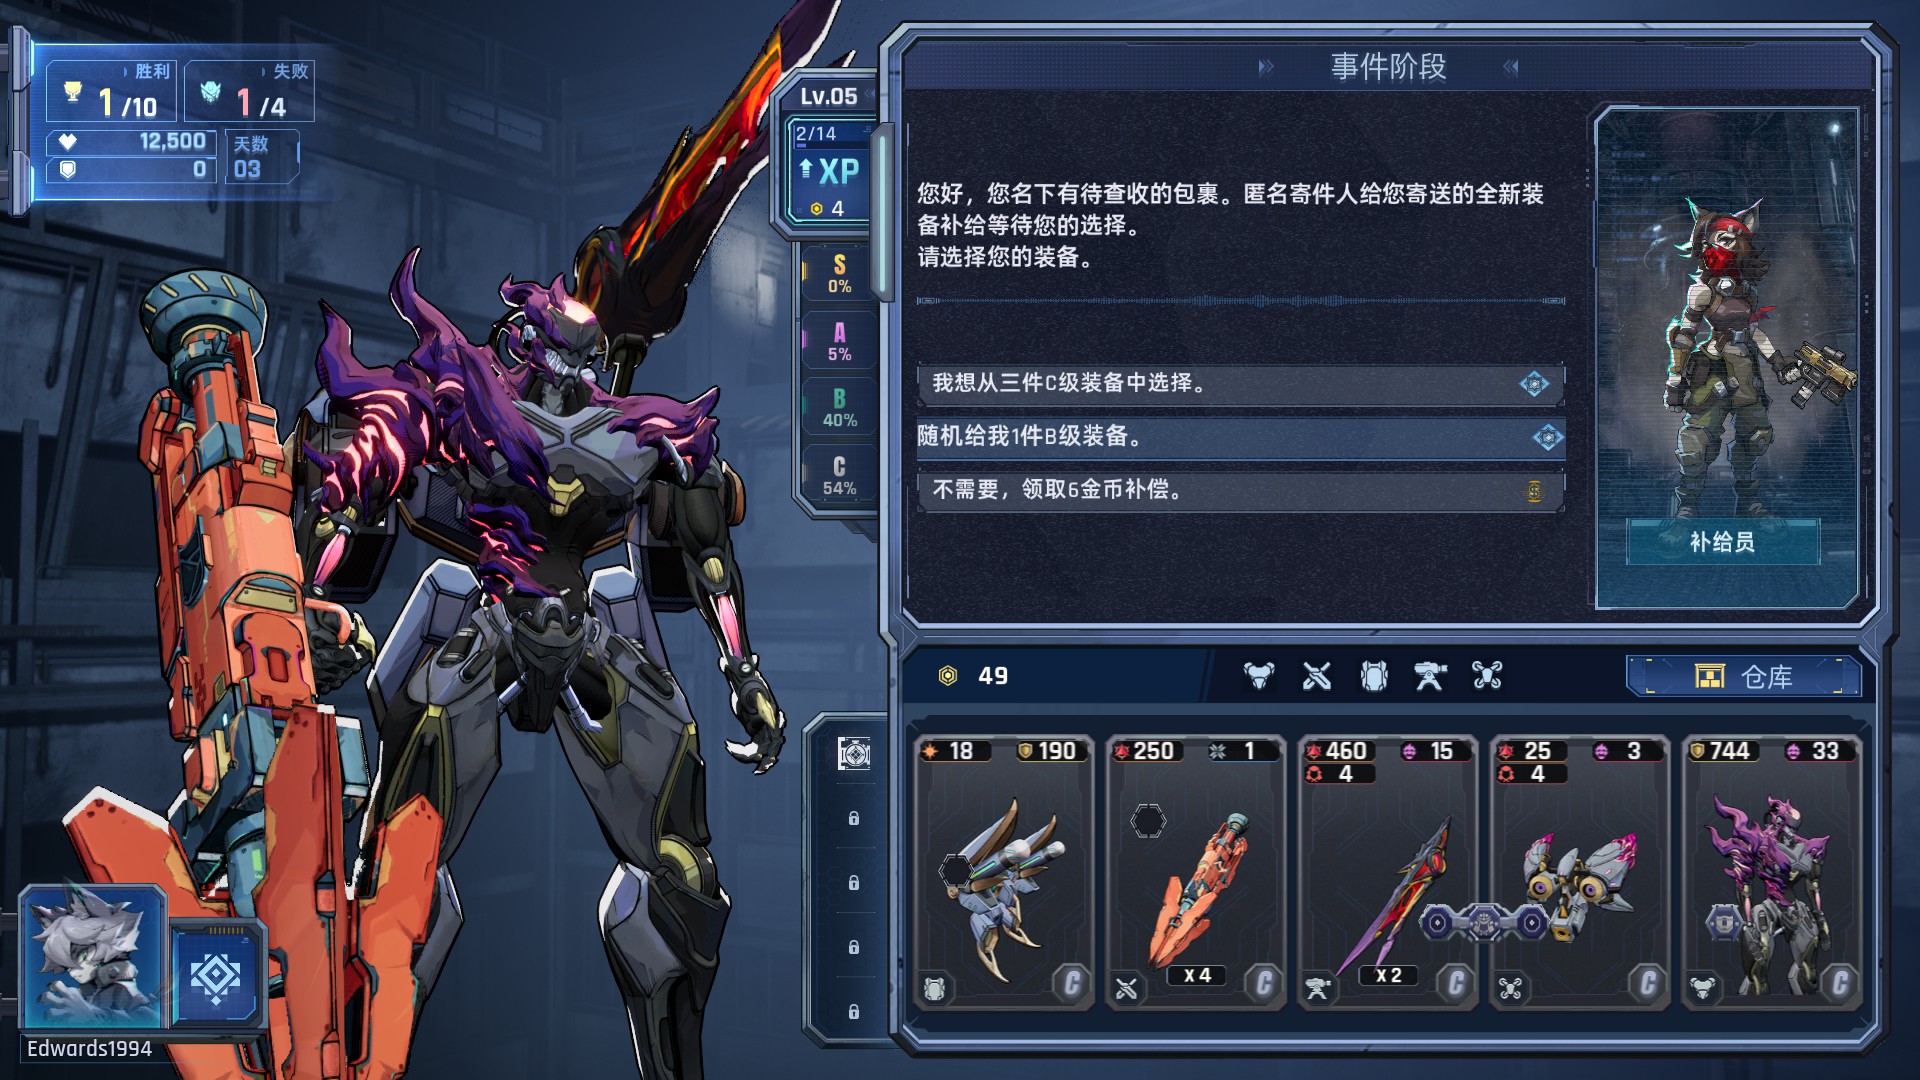 胜利
1/10
失败
1/4
12,500
0
天数
03
Lv.05
2/14
XP
4
S
0%
A
5%
B
40%
C
54%
事件阶段
您好，您名下有待查收的包裹。匿名寄件人给您寄送的全新装
备补给等待您的选择。
请选择您的装备。
我想从三件C级装备中选择。
随机给我1件B级装备。
不需要，领取6金币补偿。
补给员
49
仓库
18
190
C
250
1
x4
C
460
15
4
x2
C
25
3
4
C
744
33
C
Edwards1994